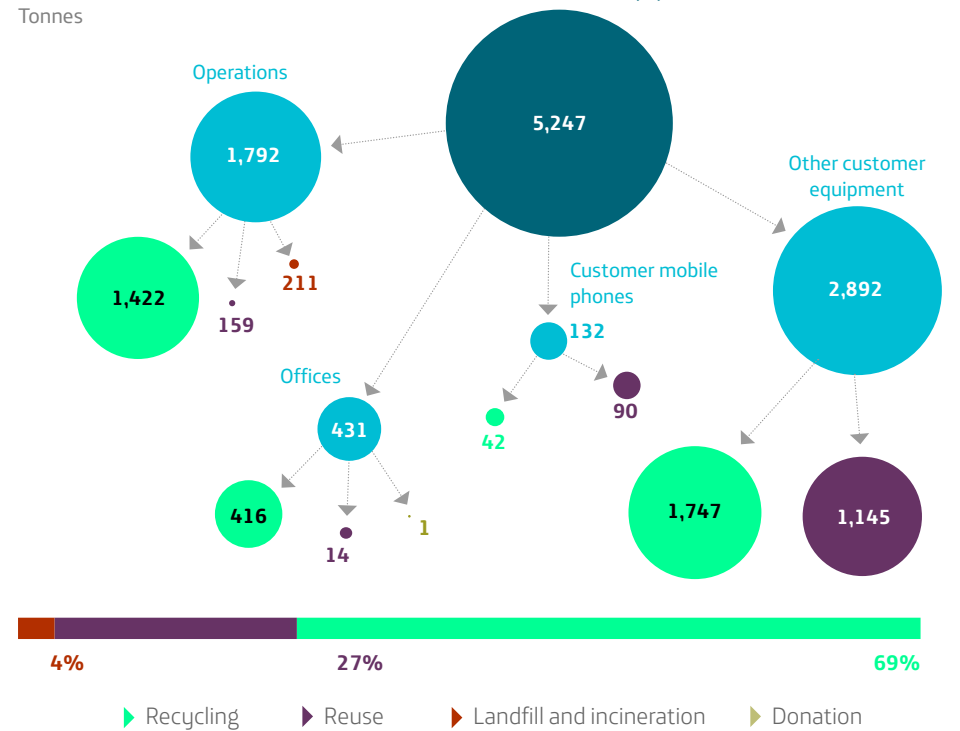 Tonnes
Operations
5,247
1,792
Other customer
equipment
Customer mobile
phones
2,892
1,422
211
159
132
Offices
90
431
42
416
1,747
1,145
14
1
4%
27%
69%
Recycling
Reuse
Landfill and incineration
Donation